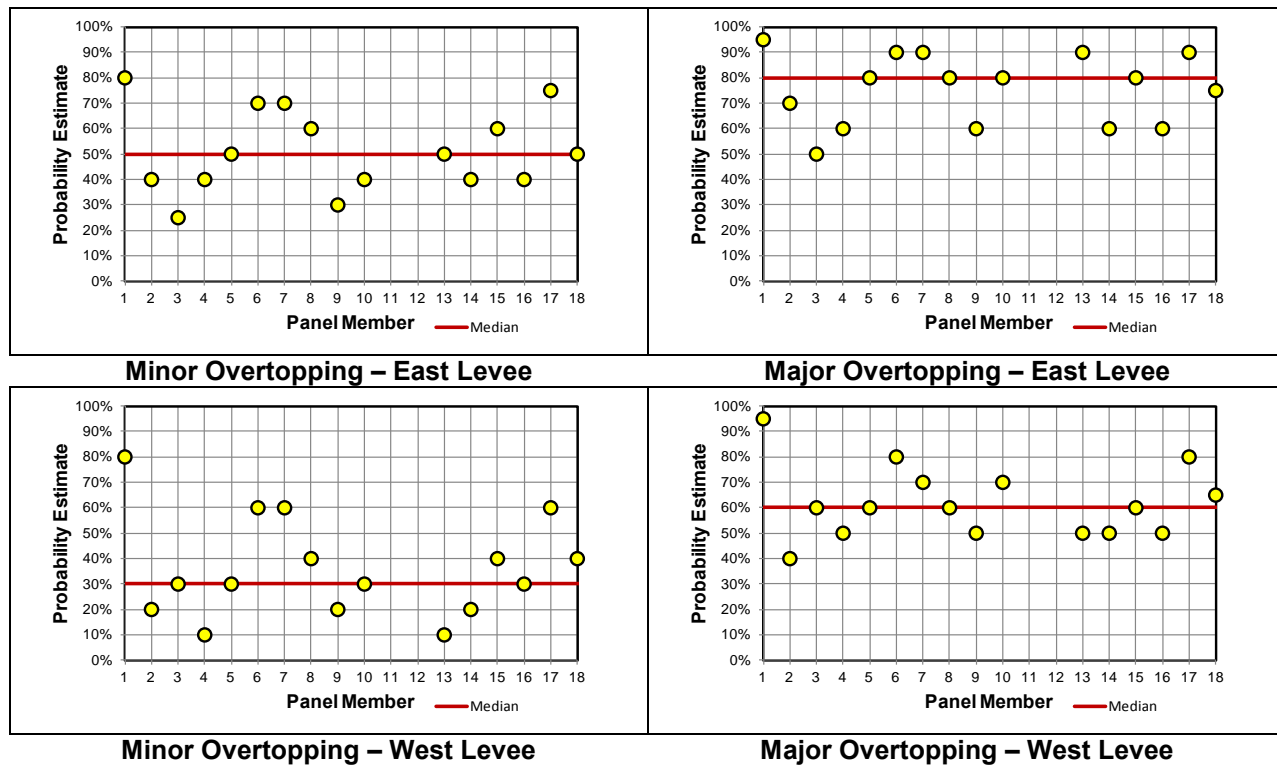 100%
90%
80%
70%
60%
50%
40%
30%
20%
10%
0%
Probability Estimate
1 2 3 4 5 6 7 8 9 10 11 12 13 14 15 16 17 18
Panel Member
Median
Minor Overtopping – East Levee
100%
90%
80%
70%
60%
50%
40%
30%
20%
10%
0%
Probability Estimate
1 2 3 4 5 6 7 8 9 10 11 12 13 14 15 16 17 18
Panel Member
Median
Major Overtopping – East Levee
100%
90%
80%
70%
60%
50%
40%
30%
20%
10%
0%
Probability Estimate
1 2 3 4 5 6 7 8 9 10 11 12 13 14 15 16 17 18
Panel Member
Median
Minor Overtopping – West Levee
100%
90%
80%
70%
60%
50%
40%
30%
20%
10%
0%
Probability Estimate
1 2 3 4 5 6 7 8 9 10 11 12 13 14 15 16 17 18
Panel Member
Median
Major Overtopping – West Levee